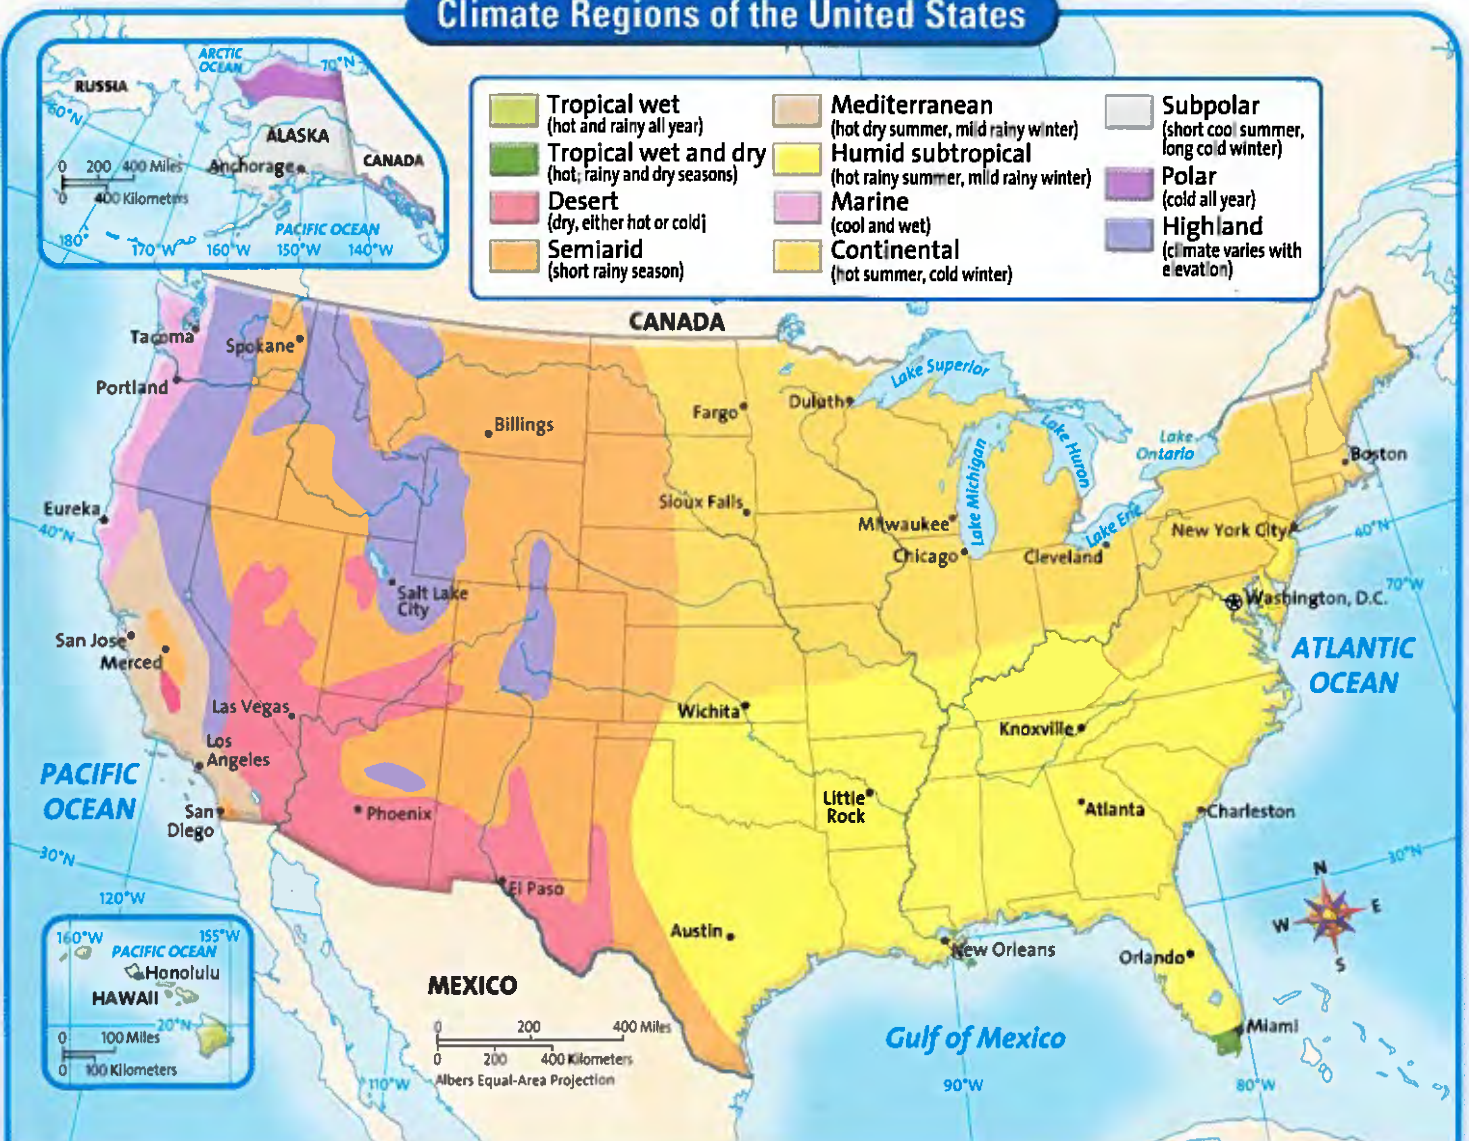 Climate Regions of the United States
ARCTIC
OCEAN
70°N
RUSSIA
60°N
ALASKA
0 200 400 Miles
Anchorage
CANADA
0 400 Kilometers
PACIFIC OCEAN
180°
170°W
160°W
150°W
140°W
Tropical wet
(hot and rainy all year)
Tropical wet and dry
(hot; rainy and dry seasons)
Desert
(dry, either hot or cold)
Semiarid
(short rainy season)
Mediterranean
(hot dry summer, mild rainy winter)
Humid subtropical
(hot rainy summer, mild rainy winter)
Marine
(cool and wet)
Continental
(hot summer, cold winter)
Subpolar
(short cool summer,
long cold winter)
Polar
(cold all year)
Highland
(climate varies with
elevation)
CANADA
Tacoma
Spokane
Portland
Billings
Fargo
Duluth
Lake Superior
Lake Michigan
Lake Huron
Lake
Ontario
Lake Erie
Boston
Eureka
40°N
Sioux Falls
Milwaukee
Chicago
Cleveland
New York City
40°N
70°W
Salt Lake
City
Washington, D.C.
San Jose
Merced
ATLANTIC
OCEAN
Las Vegas
Wichita
Knoxville
Los
Angeles
PACIFIC
OCEAN
San
Diego
Phoenix
Little
Rock
Atlanta
Charleston
30°N
30°N
120°W
El Paso
N
W
E
S
Austin
New Orleans
Orlando
160°W
155°W
PACIFIC OCEAN
Honolulu
HAWAII
20°N
0 100 Miles
0 100 Kilometers
MEXICO
0 200 400 Miles
0 200 400 Kilometers
Albers Equal-Area Projection
Gulf of Mexico
Miami
110°W
90°W
80°W